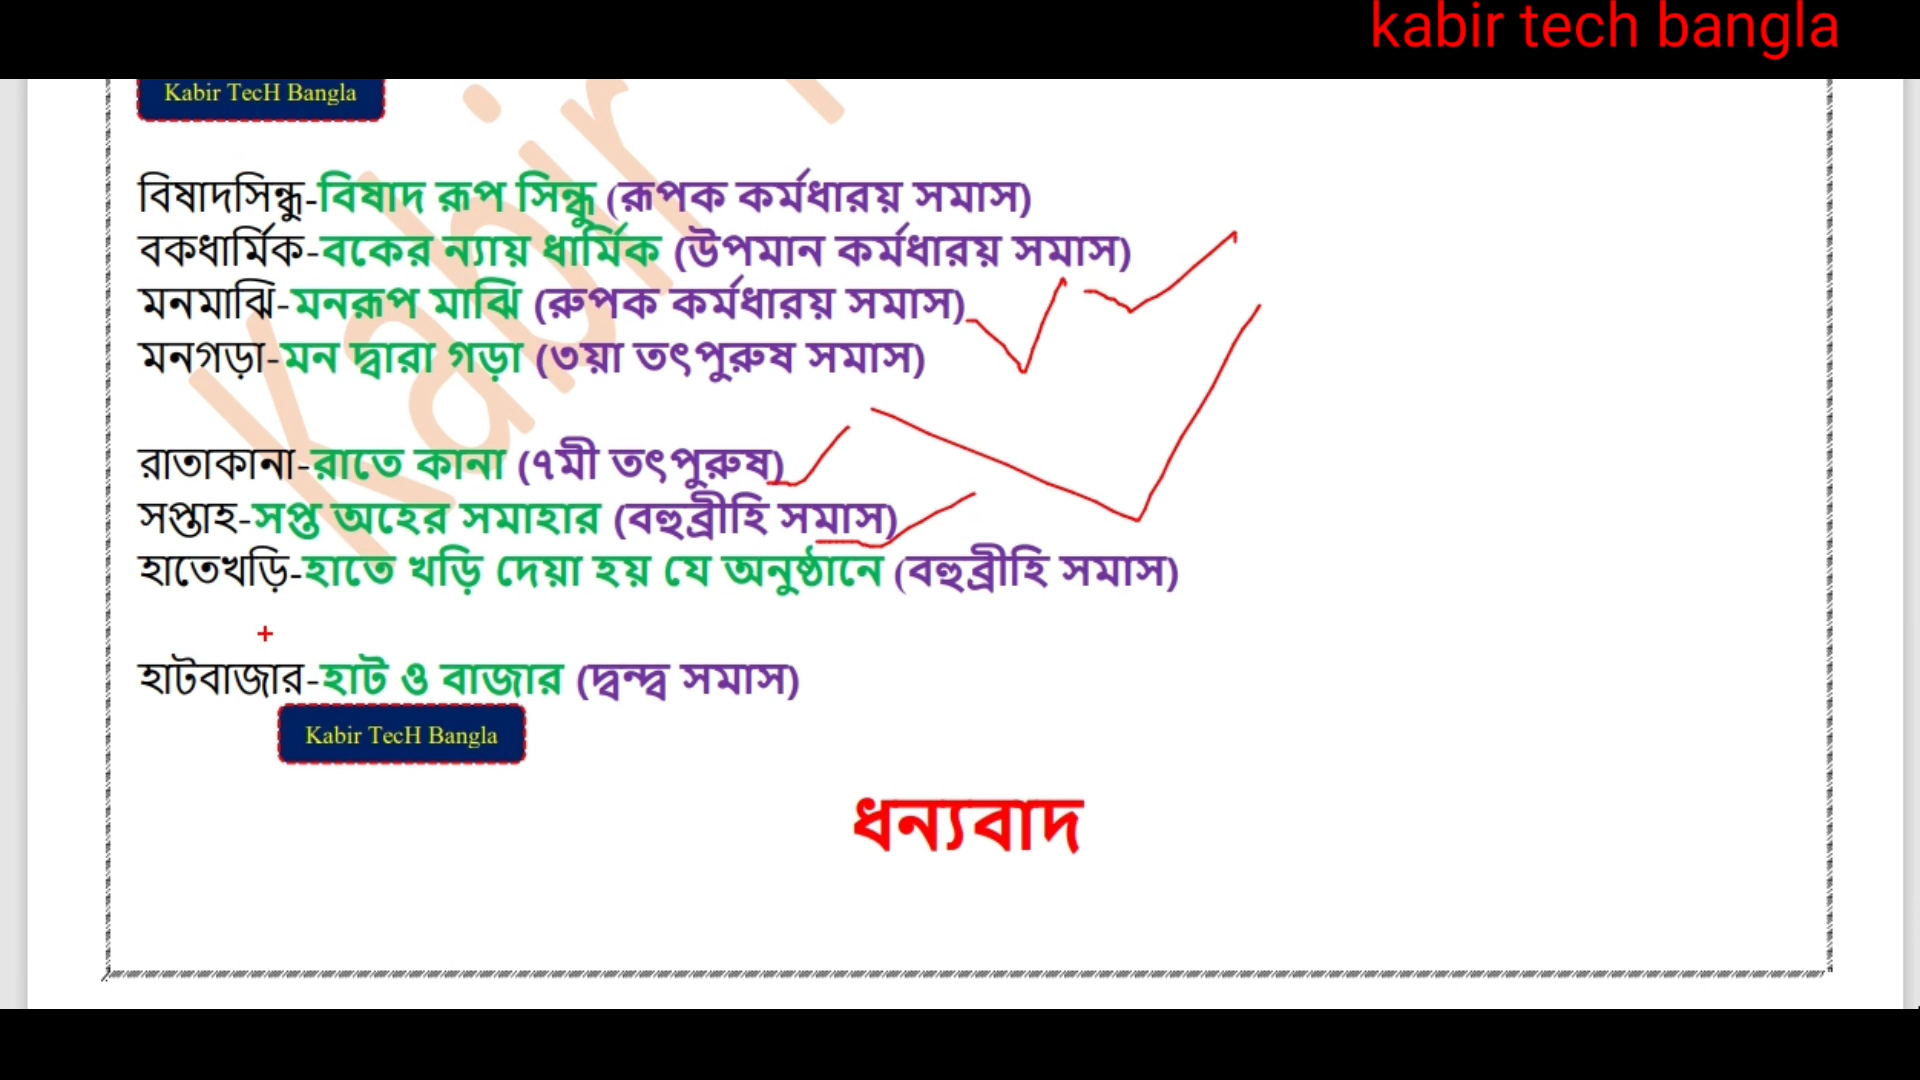 kabir tech bangla
Kabir TecH Bangla
বিষাদসিন্ধু-বিষাদ রূপ সিন্ধু (রূপক কর্মধারয় সমাস)
বকধার্মিক-বকের ন্যায় ধার্মিক (উপমান কর্মধারয় সমাস)
মনমাঝি-মনরূপ মাঝি (রুপক কর্মধারয় সমাস)
মনগড়া-মন দ্বারা গড়া (৩য়া তৎপুরুষ সমাস)
রাতাকানা-রাতে কানা (৭মী তৎপুরুষ)
সপ্তাহ-সপ্ত অহের সমাহার (বহুব্রীহি সমাস)
হাতেখড়ি-হাতে খড়ি দেয়া হয় যে অনুষ্ঠানে (বহুব্রীহি সমাস)
হাটবাজার-হাট ও বাজার (দ্বন্দ্ব সমাস)
Kabir TecH Bangla
ধন্যবাদ
Kabir